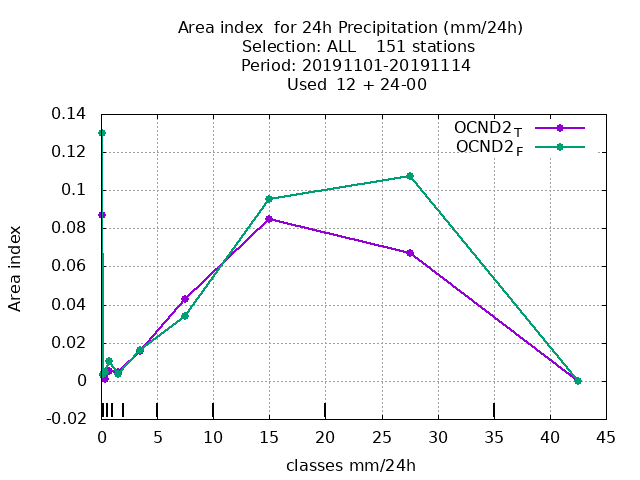 Area index  for 24h Precipitation (mm/24h)
Selection: ALL    151 stations
Period: 20191101-20191114
Used  12 + 24-00
OCND2_T
OCND2_F
Area index
0.14
0.12
0.1
0.08
0.06
0.04
0.02
0
-0.02
0 5 10 15 20 25 30 35 40 45
classes mm/24h